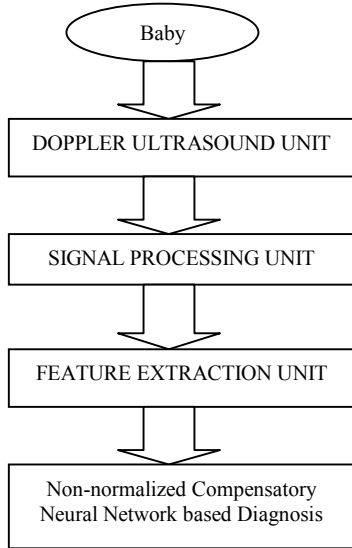 Baby
DOPPLER ULTRASOUND UNIT
SIGNAL PROCESSING UNIT
FEATURE EXTRACTION UNIT
Non-normalized Compensatory
Neural Network based Diagnosis